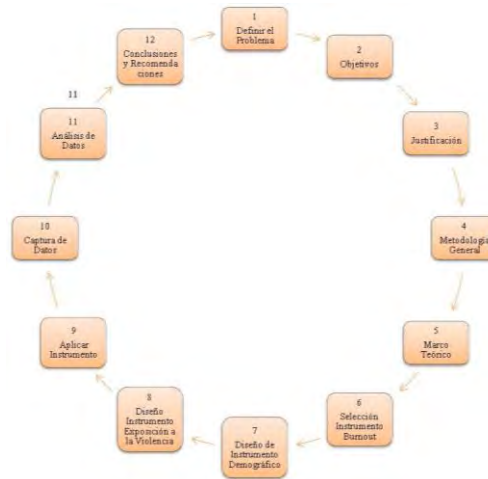 1
Definir el
Problema
2
Objetivos
3
Justificación
4
Metodología
General
5
Marco
Teórico
6
Selección
Instrumento
Burnout
7
Diseño de
Instrumento
Demográfico
8
Diseño
Instrumento
Exposición a
la Violencia
9
Aplicar
Instrumento
10
Captura de
Datos
11
11
Análisis de
Datos
12
Conclusiones
y Recomenda
ciones